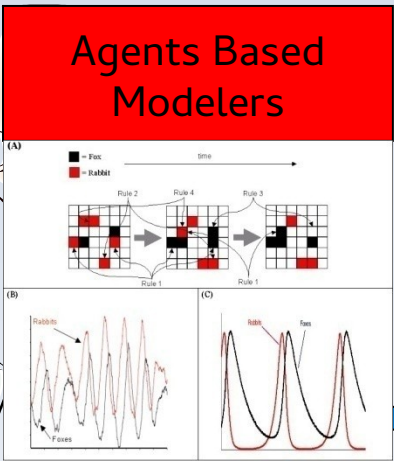 Agents Based
Modelers
(A)
= Fox
= Rabbit
time
Rule 2
Rule 4
Rule 3
Rule 1
Rule 1
(B)
Rabbits
Foxes
(C)
Rabbits
Foxes